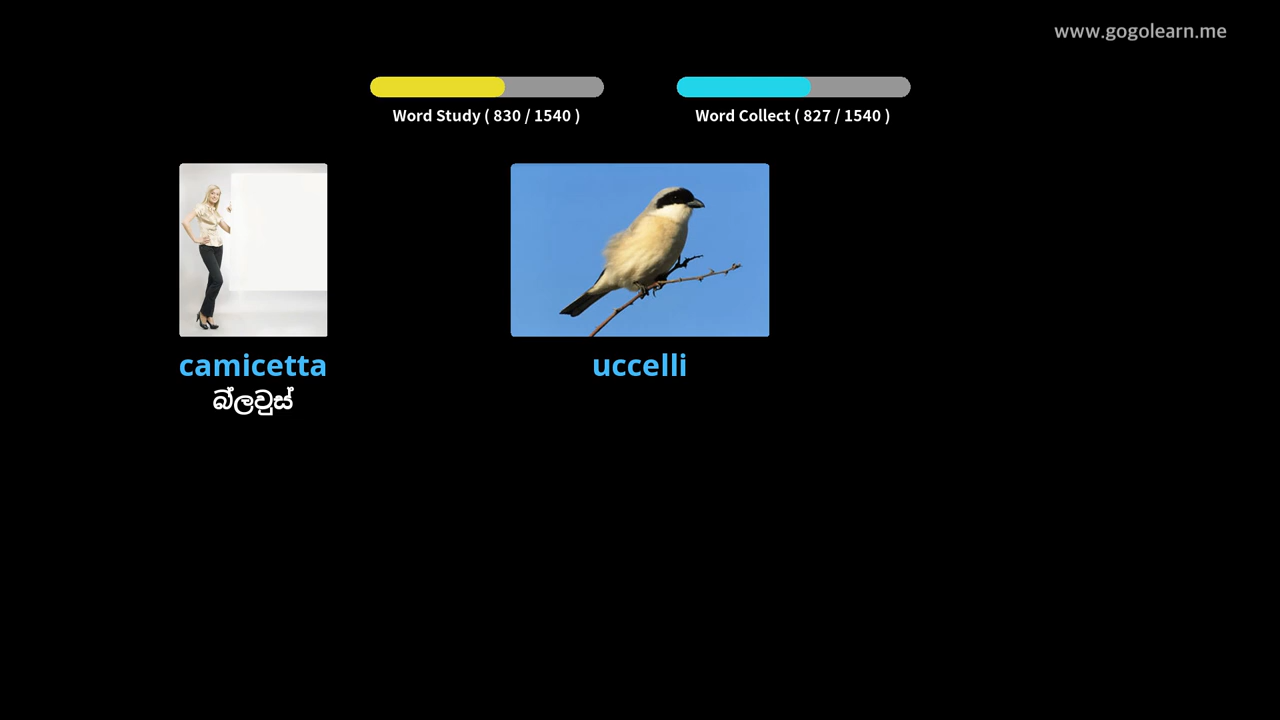 www.gogolearn.me
Word Study ( 830 / 1540 )
Word Collect ( 827 / 1540 )
camicetta
බ්ලවුස්
uccelli